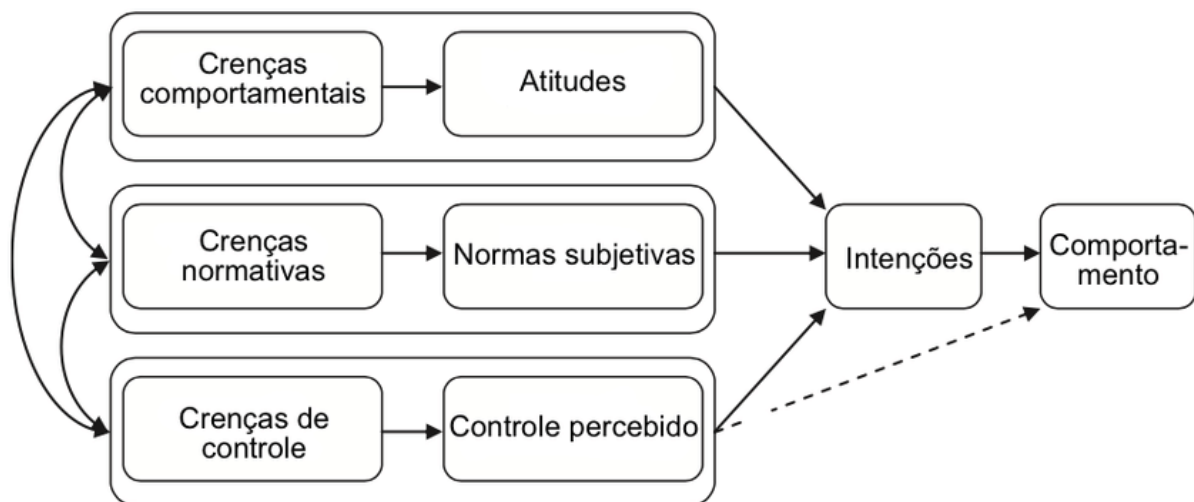 Crenças
comportamentais
Atitudes
Crenças
normativas
Normas subjetivas
Crenças de
controle
Controle percebido
Intenções
Comporta-
mento